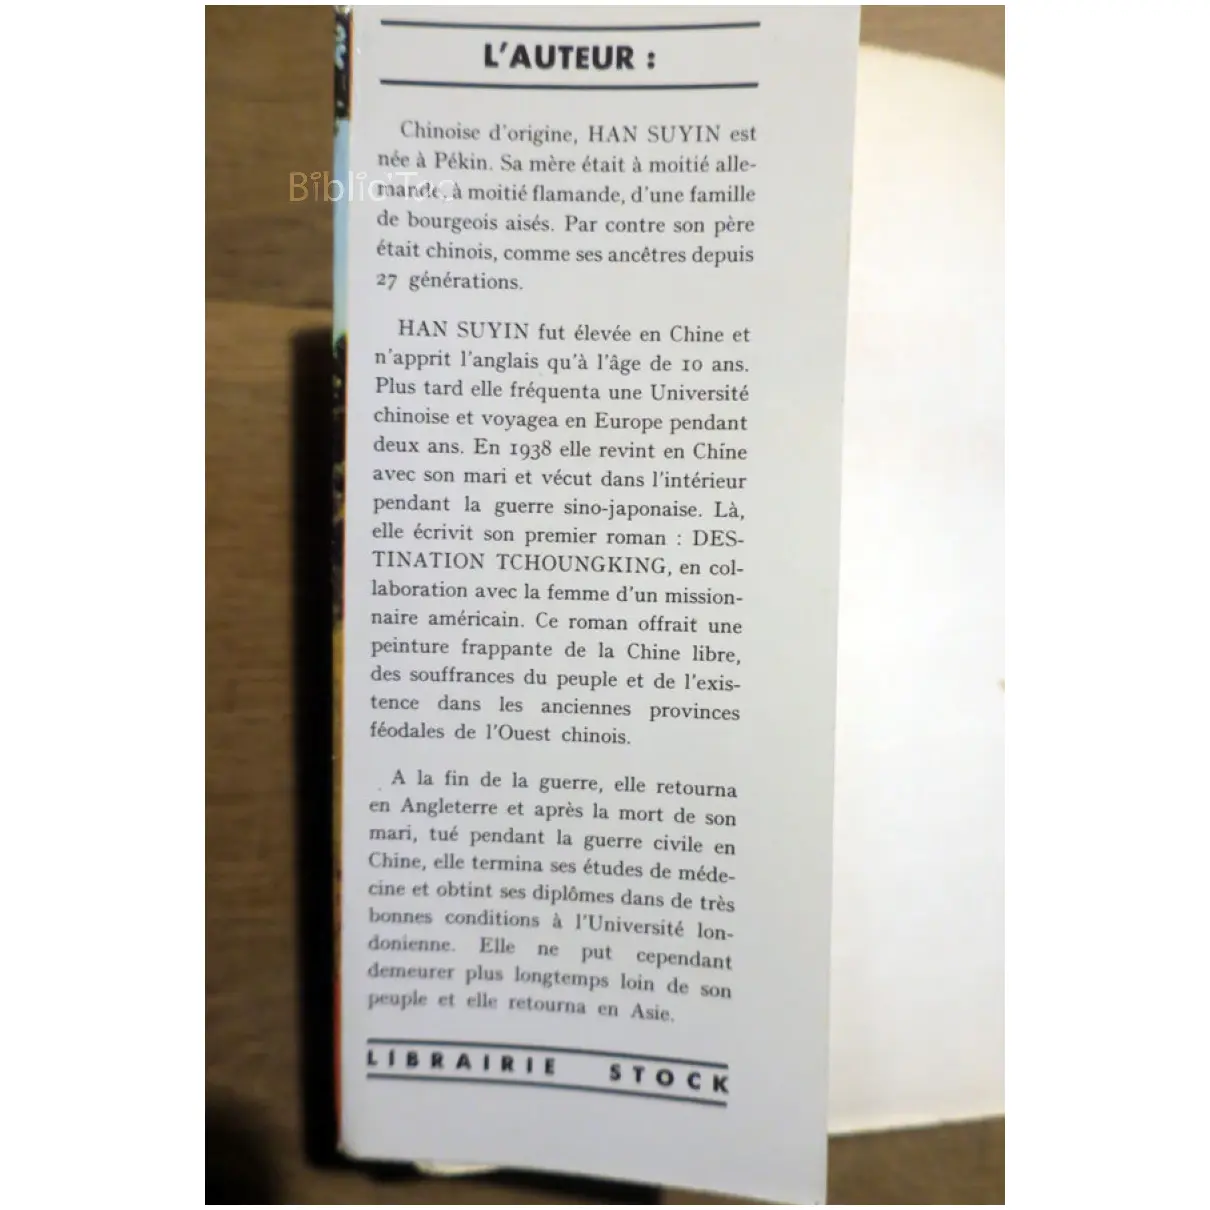 L'AUTEUR :
Chinoise d'origine, HAN SUYIN est
née à Pékin. Sa mère était à moitié alle-
mande, à moitié flamande, d'une famille
de bourgeois aisés. Par contre son père
était chinois, comme ses ancêtres depuis
27 générations.
HAN SUYIN fut élevée en Chine et
n'apprit l'anglais qu'à l'âge de 10 ans.
Plus tard elle fréquenta une Université
chinoise et voyagea en Europe pendant
deux ans. En 1938 elle revint en Chine
avec son mari et vécut dans l'intérieur
pendant la guerre sino-japonaise. Là,
elle écrivit son premier roman : DES-
TINATION TCHOUNGKING, en col-
laboration avec la femme d'un mission-
naire américain. Ce roman offrait une
peinture frappante de la Chine libre,
des souffrances du peuple et de l'exis-
tence dans les anciennes provinces
féodales de l'Ouest chinois.
A la fin de la guerre, elle retourna
en Angleterre et après la mort de son
mari, tué pendant la guerre civile en
Chine, elle termina ses études de méde-
cine et obtint ses diplômes dans de très
bonnes conditions à l'Université lon-
donienne. Elle ne put cependant
demeurer plus longtemps loin de son
peuple et elle retourna en Asie.
LIBRAIRIE STOCK